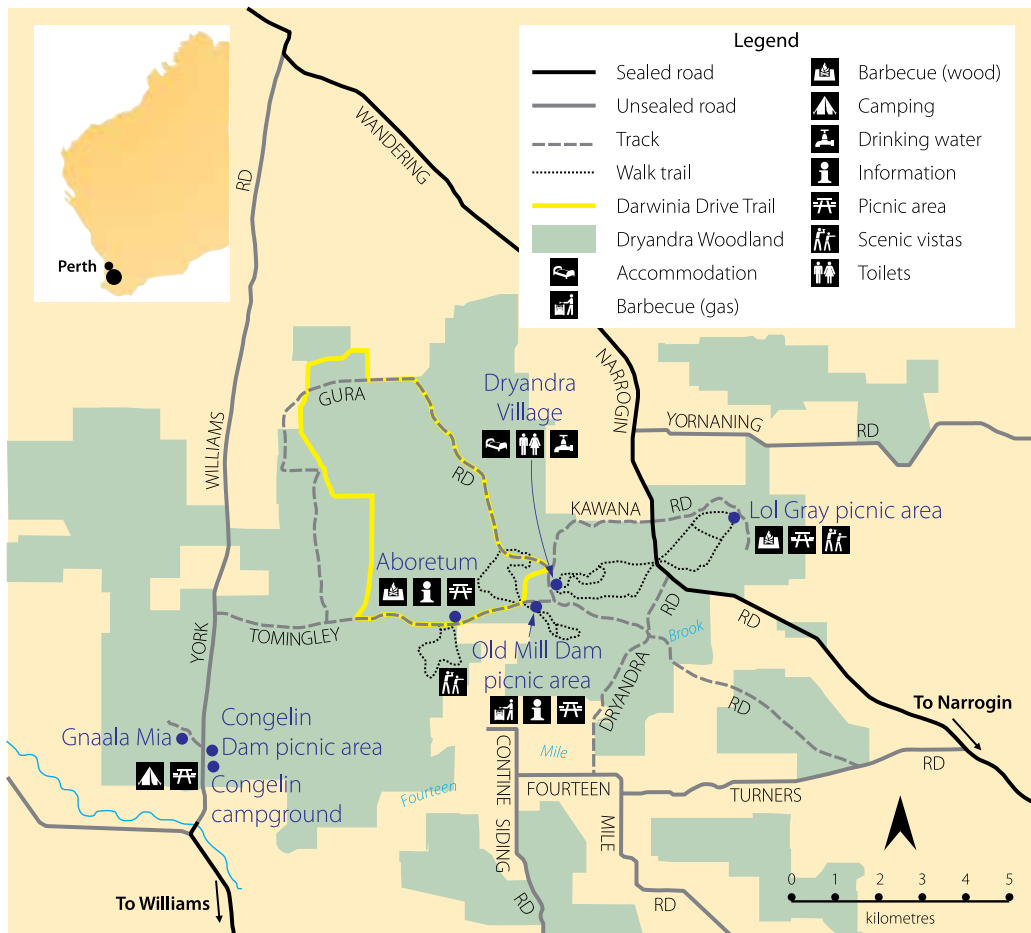 Perth
Legend
Sealed road
Unsealed road
Track
Walk trail
Darwinia Drive Trail
Dryandra Woodland
Accommodation
Barbecue (gas)
Barbecue (wood)
Camping
Drinking water
Information
Picnic area
Scenic vistas
Toilets
WANDERING
NARROGIN
RD
RD
WILLIAMS
YORK
GURA
RD
Dryandra
Village
YORNANING
RD
KAWANA
RD
Lol Gray picnic area
Aboretum
TOMINGLEY
Old Mill Dam
picnic area
DRYANDRA
RD
Brook
RD
RD
To Narrogin
Gnaala Mia
Congelin
Dam picnic area
Congelin
campground
Fourteen
Mile
CONTINE
SIDING
RD
FOURTEEN
MILE
RD
TURNERS
RD
To Williams
0 1 2 3 4 5
kilometres